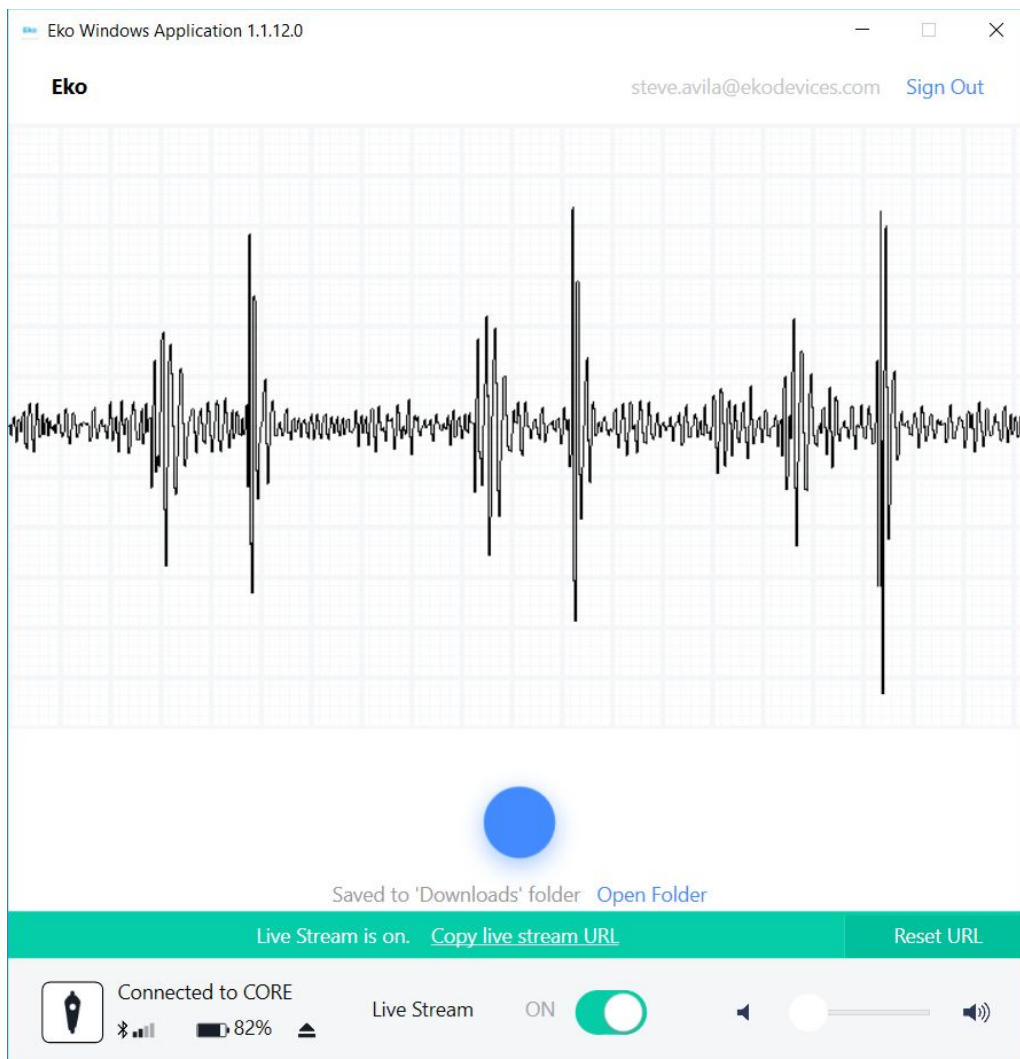 Eko Eko Windows Application 1.1.12.0
Eko steve.avila@ekodevices.com Sign Out
Saved to 'Downloads' folder Open Folder
Live Stream is on. Copy live stream URL Reset URL
Connected to CORE
82%
Live Stream ON